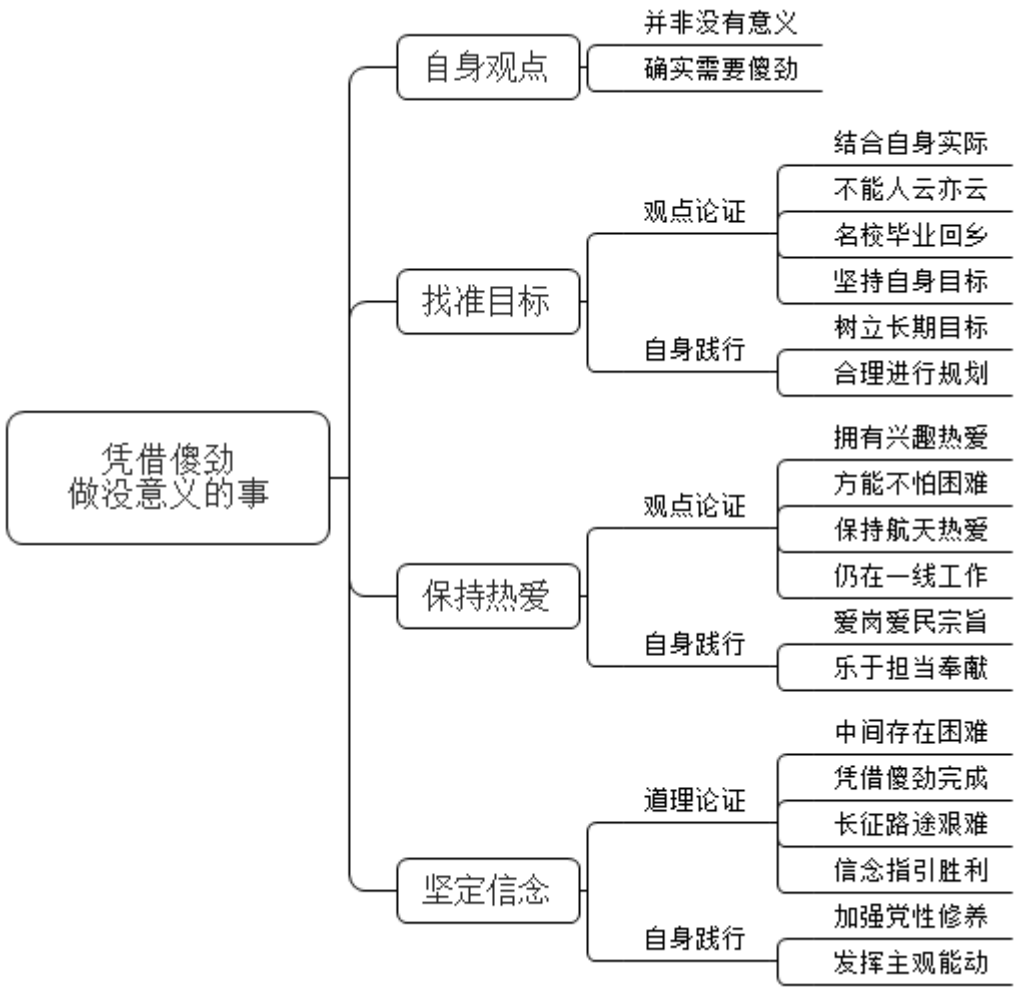 凭借傻劲
做没意义的事
自身观点
并非没有意义
确实需要傻劲
找准目标
观点论证
结合自身实际
不能人云亦云
名校毕业回乡
坚持自身目标
自身践行
树立长期目标
合理进行规划
保持热爱
观点论证
拥有兴趣热爱
方能不怕困难
保持航天热爱
仍在一线工作
自身践行
爱岗爱民宗旨
乐于担当奉献
坚定信念
道理论证
中间存在困难
凭借傻劲完成
长征路途艰难
信念指引胜利
自身践行
加强党性修养
发挥主观能动